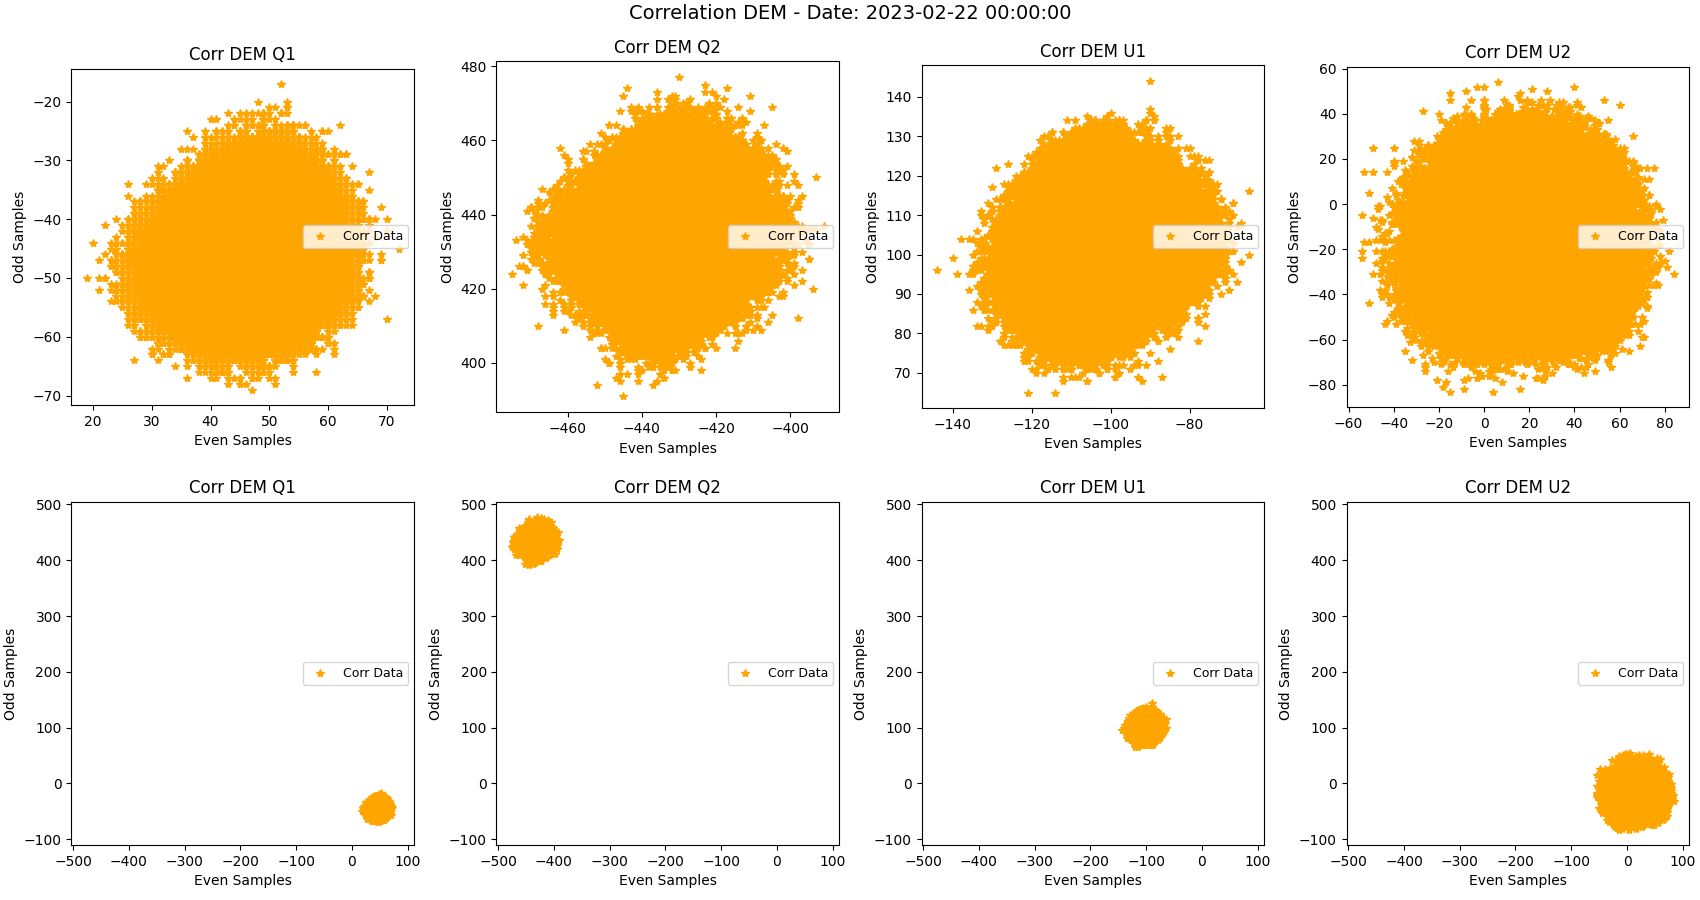 Correlation DEM - Date: 2023-02-22 00:00:00
Corr DEM Q1
Odd Samples
−20
−30
−40
−50
−60
−70
20 30 40 50 60 70
Even Samples
Corr Data
Corr DEM Q2
Odd Samples
480
460
440
420
400
−460 −440 −420 −400
Even Samples
Corr Data
Corr DEM U1
Odd Samples
140
130
120
110
100
90
80
70
−140 −120 −100 −80
Even Samples
Corr Data
Corr DEM U2
Odd Samples
60
40
20
0
−20
−40
−60
−80
−60 −40 −20 0 20 40 60 80
Even Samples
Corr Data
Corr DEM Q1
Odd Samples
500
400
300
200
100
0
−100
−500 −400 −300 −200 −100 0 100
Even Samples
Corr Data
Corr DEM Q2
Odd Samples
500
400
300
200
100
0
−100
−500 −400 −300 −200 −100 0 100
Even Samples
Corr Data
Corr DEM U1
Odd Samples
500
400
300
200
100
0
−100
−500 −400 −300 −200 −100 0 100
Even Samples
Corr Data
Corr DEM U2
Odd Samples
500
400
300
200
100
0
−100
−500 −400 −300 −200 −100 0 100
Even Samples
Corr Data